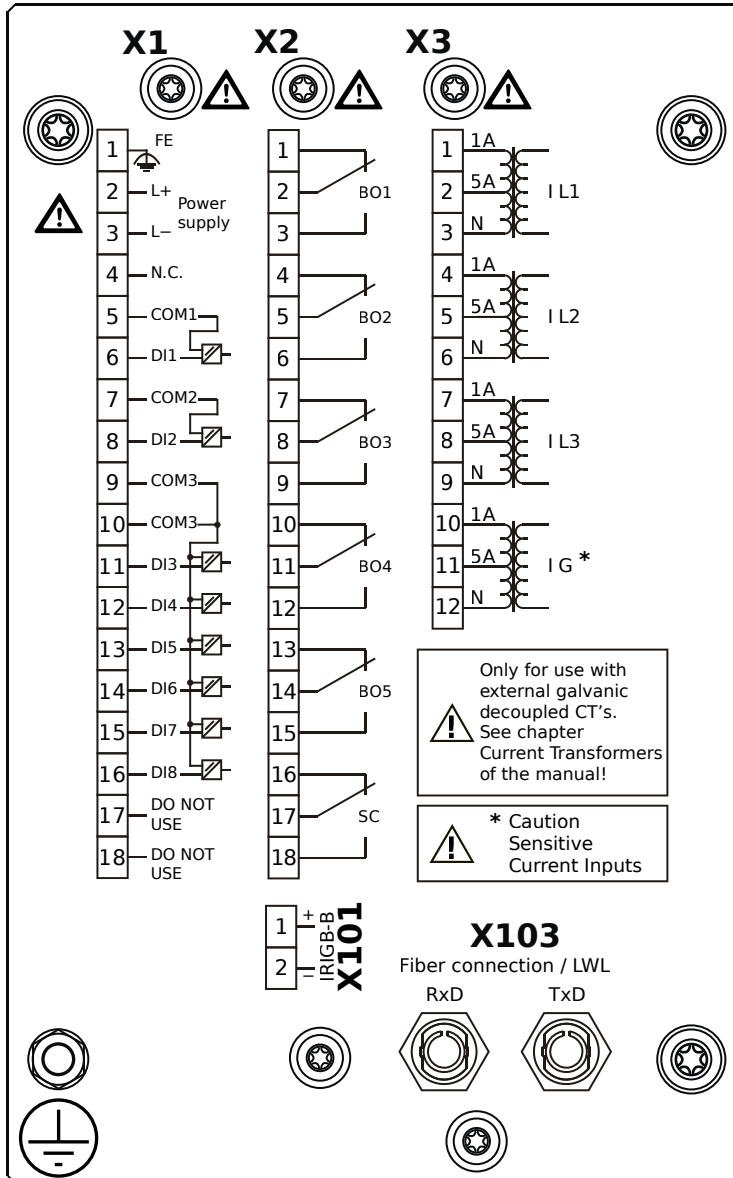 X1
X2
X3
1 FE
2 L+
Power
supply
3 L−
4 N.C.
5 COM1
6 DI1
7 COM2
8 DI2
9 COM3
10 COM3
11 DI3
12 DI4
13 DI5
14 DI6
15 DI7
16 DI8
17 DO NOT
USE
18 DO NOT
USE
1
2 BO1
3
4
5 BO2
6
7
8 BO3
9
10
11 BO4
12
13
14 BO5
15
16
17 SC
18
1 1A
2 5A I L1
3 N
4 1A
5 5A I L2
6 N
7 1A
8 5A I L3
9 N
10 1A
11 5A I G *
12 N
Only for use with
external galvanic
decoupled CT's.
See chapter
Current Transformers
of the manual!
* Caution
Sensitive
Current Inputs
1 +
2 −
IRIGB-B
X101
X103
Fiber connection / LWL
RxD TxD